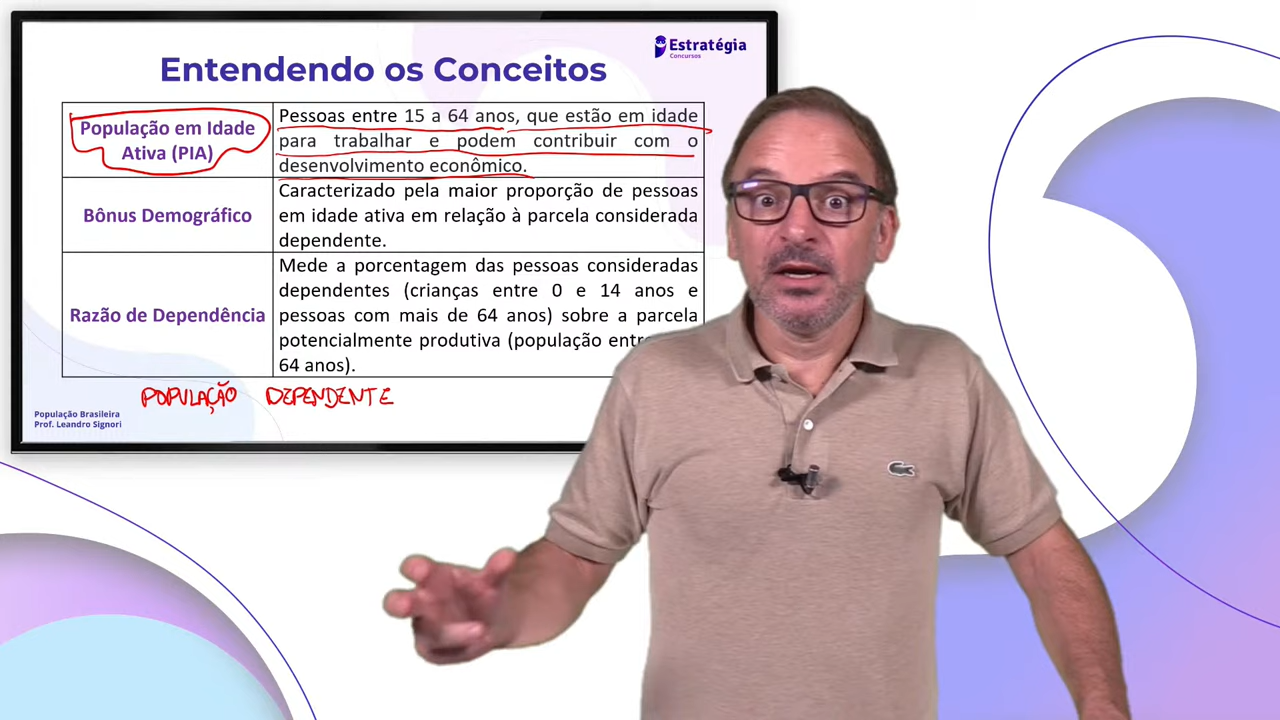 Estratégia
Concursos
Entendendo os Conceitos
População em Idade
Ativa (PIA)
Pessoas entre 15 a 64 anos, que estão em idade
para trabalhar e podem contribuir com o
desenvolvimento econômico.
Bônus Demográfico
Caracterizado pela maior proporção de pessoas
em idade ativa em relação à parcela considerada
dependente.
Razão de Dependência
Mede a porcentagem das pessoas consideradas
dependentes (crianças entre 0 e 14 anos e
pessoas com mais de 64 anos) sobre a parcela
potencialmente produtiva (população
64 anos).
POPULAÇÃO DEPENDENTE
População Brasileira
Prof. Leandro Signori